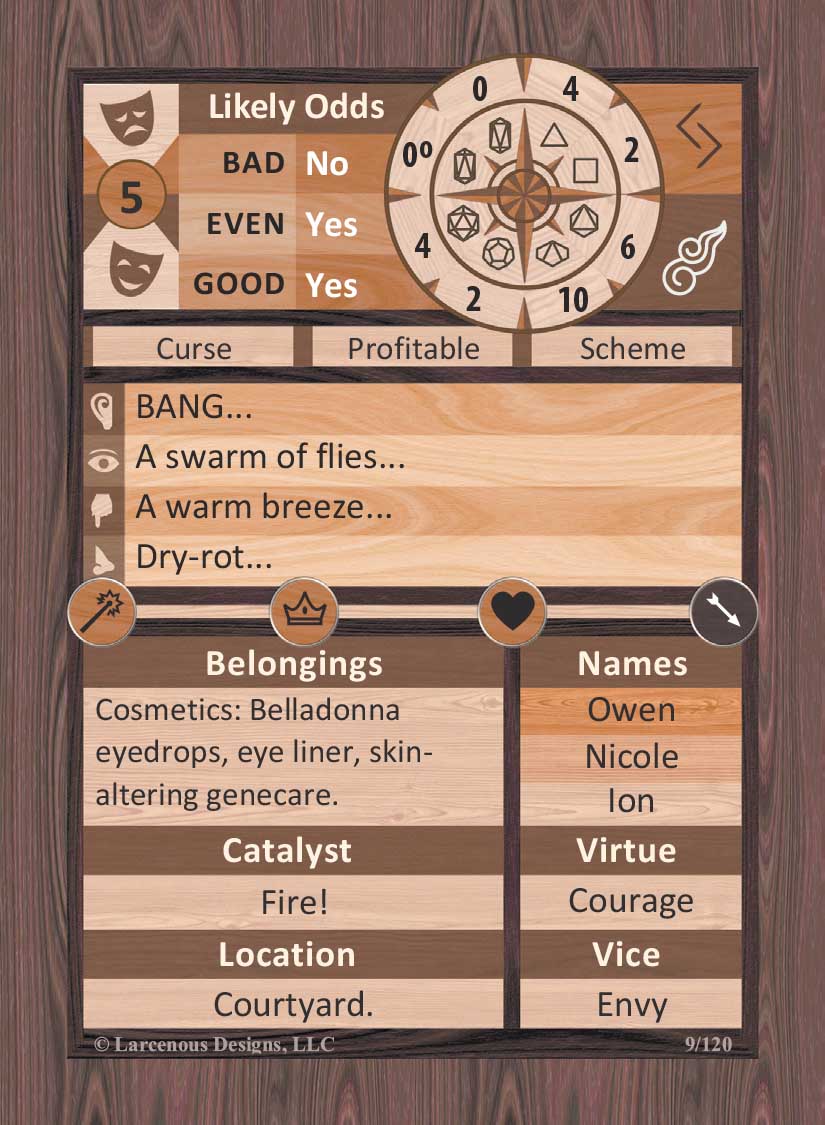 Likely Odds
BAD No
5
EVEN Yes
GOOD Yes
0 4
0º 2
4 6
2 10
Curse Profitable Scheme
BANG...
A swarm of flies...
A warm breeze...
Dry-rot...
Belongings
Cosmetics: Belladonna
eyedrops, eye liner, skin-
altering genecare.
Names
Owen
Nicole
Ion
Catalyst
Fire!
Virtue
Courage
Location
Courtyard.
Vice
Envy
© Larcenous Designs, LLC 9/120